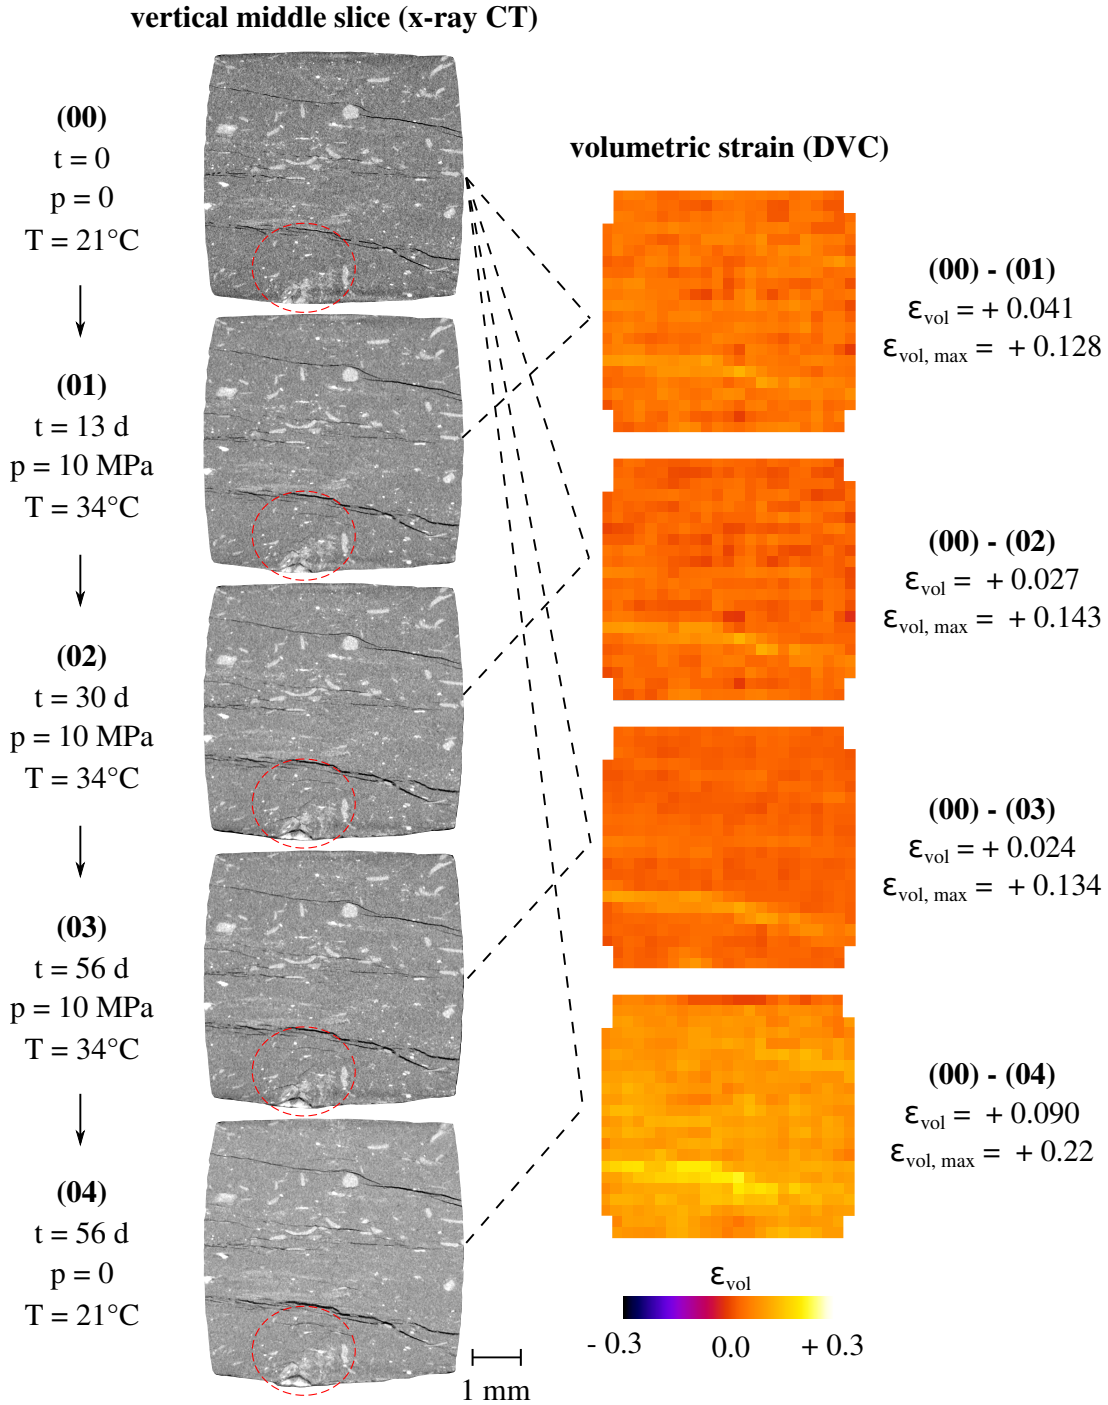 vertical middle slice (x-ray CT)
(00)
t = 0
p = 0
T = 21°C
(01)
t = 13 d
p = 10 MPa
T = 34°C
(02)
t = 30 d
p = 10 MPa
T = 34°C
(03)
t = 56 d
p = 10 MPa
T = 34°C
(04)
t = 56 d
p = 0
T = 21°C
1 mm
volumetric strain (DVC)
(00) - (01)
εvol = + 0.041
εvol, max = + 0.128
(00) - (02)
εvol = + 0.027
εvol, max = + 0.143
(00) - (03)
εvol = + 0.024
εvol, max = + 0.134
(00) - (04)
εvol = + 0.090
εvol, max = + 0.22
εvol
- 0.3 0.0 + 0.3